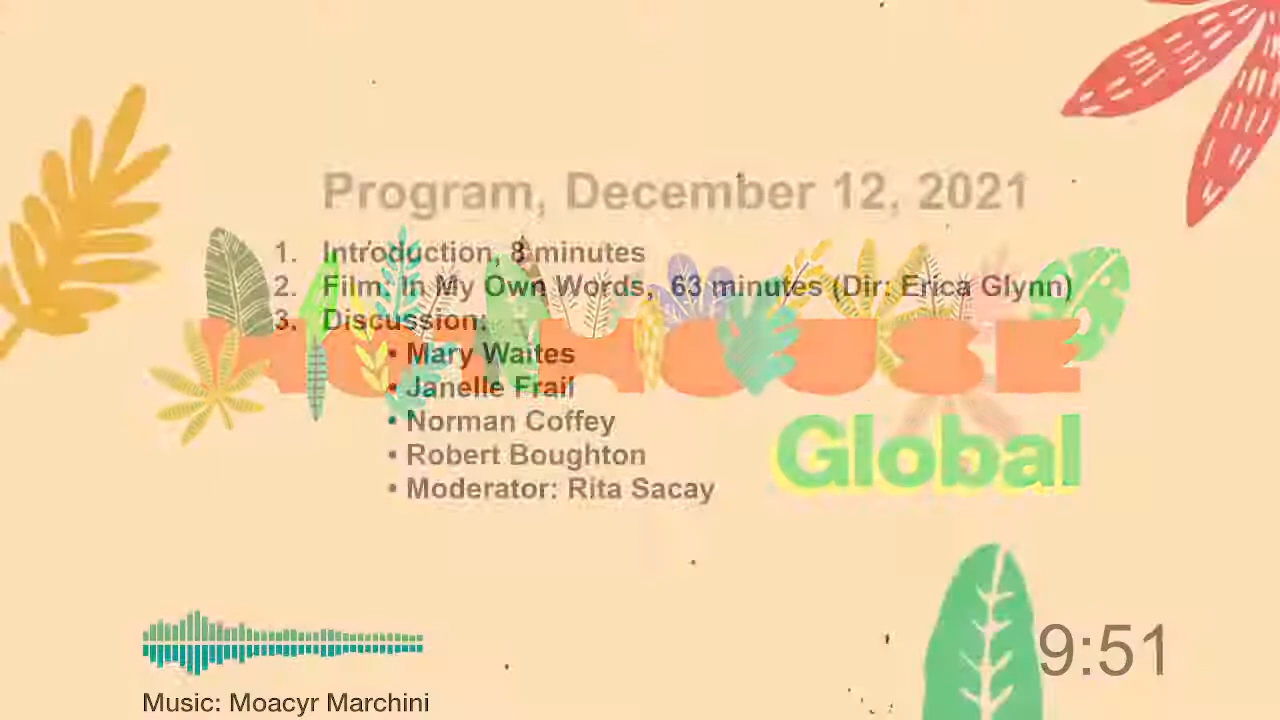 Program, December 12, 2021
1. Introduction, 8 minutes
2. Film: In My Own Words, 63 minutes (Dir: Erica Glynn)
3. Discussion:
• Mary Waites
• Janelle Frail
• Norman Coffey
• Robert Boughton
• Moderator: Rita Sacay
HOTHOUSE
Global
9:51
Music: Moacyr Marchini